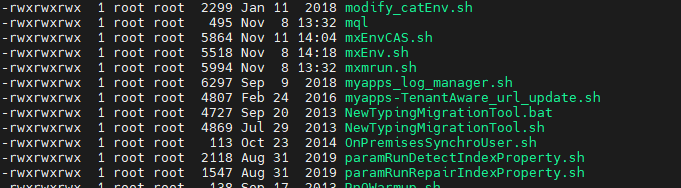 -rwxrwxrwx 1 root root 2299 Jan 11 2018 modify_catEnv.sh
-rwxrwxrwx 1 root root 495 Nov 8 13:32 mql
-rwxrwxrwx 1 root root 5864 Nov 11 14:04 mxEnvCAS.sh
-rwxrwxrwx 1 root root 5518 Nov 8 14:18 mxEnv.sh
-rwxrwxrwx 1 root root 5994 Nov 8 13:32 mxmrun.sh
-rwxrwxrwx 1 root root 6297 Sep 9 2018 myapps_log_manager.sh
-rwxrwxrwx 1 root root 4807 Feb 24 2016 myapps-TenantAware_url_update.sh
-rwxrwxrwx 1 root root 4727 Sep 20 2013 NewTypingMigrationTool.bat
-rwxrwxrwx 1 root root 4869 Jul 29 2013 NewTypingMigrationTool.sh
-rwxrwxrwx 1 root root 113 Oct 23 2014 OnPremisesSynchroUser.sh
-rwxrwxrwx 1 root root 2118 Aug 31 2019 paramRunDetectIndexProperty.sh
-rwxrwxrwx 1 root root 1547 Aug 31 2019 paramRunRepairIndexProperty.sh
-rwxrwxrwx 1 root root 138 Sep 17 2013